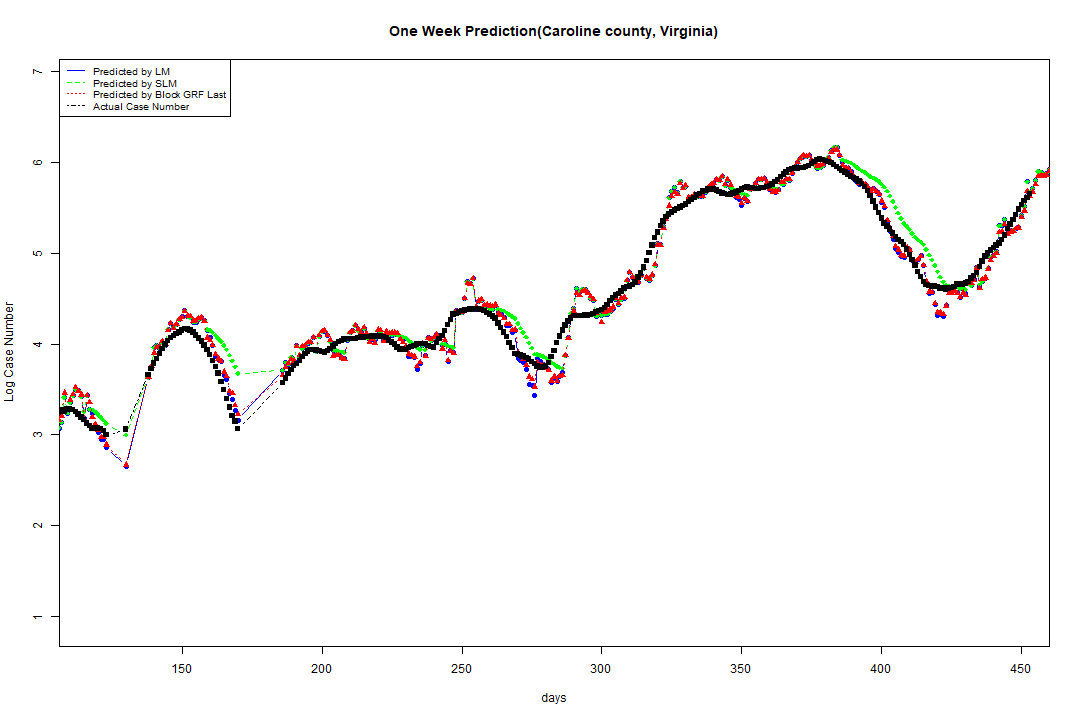 One Week Prediction(Caroline county, Virginia)
Predicted by LM
Predicted by SLM
Predicted by Block GRF Last
Actual Case Number
Log Case Number
7
6
5
4
3
2
1
150 200 250 300 350 400 450
days